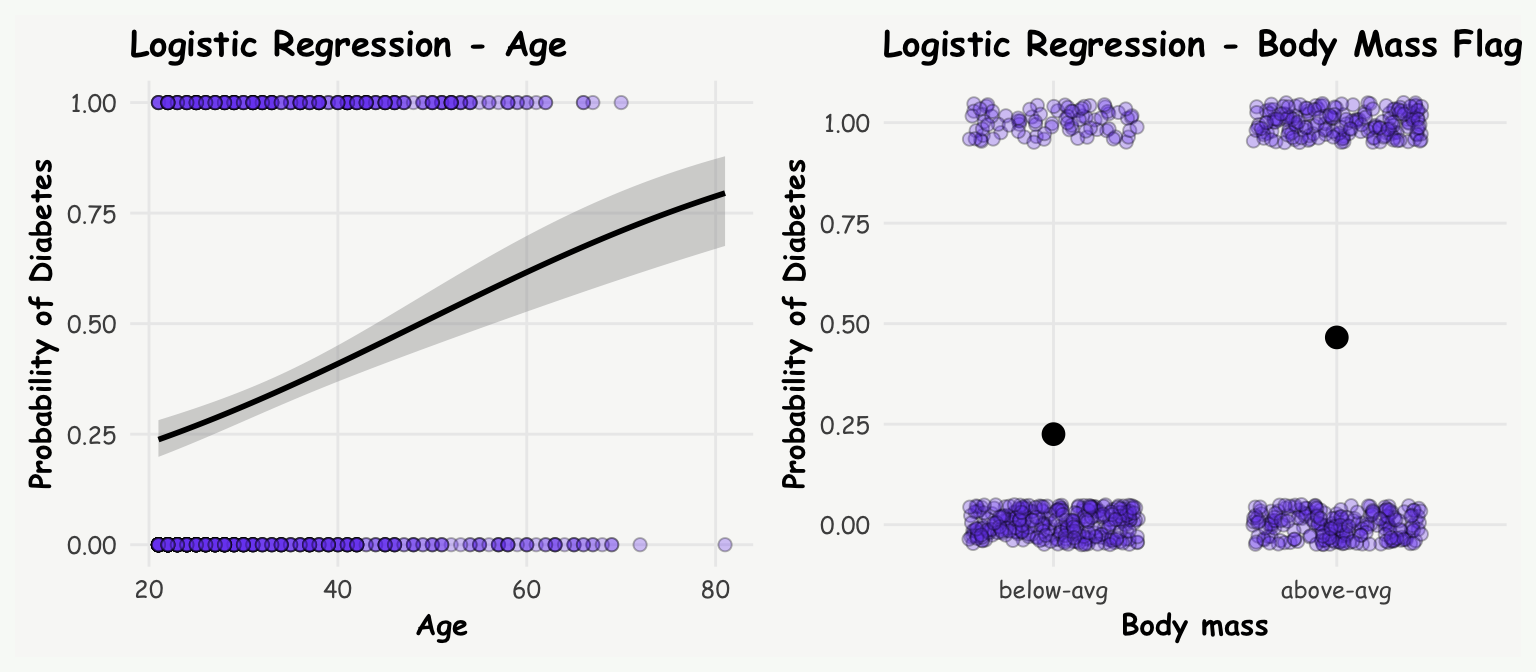 Logistic Regression - Age
Probability of Diabetes
1.00
0.75
0.50
0.25
0.00
20 40 60 80
Age
Logistic Regression - Body Mass Flag
Probability of Diabetes
1.00
0.75
0.50
0.25
0.00
below-avg above-avg
Body mass